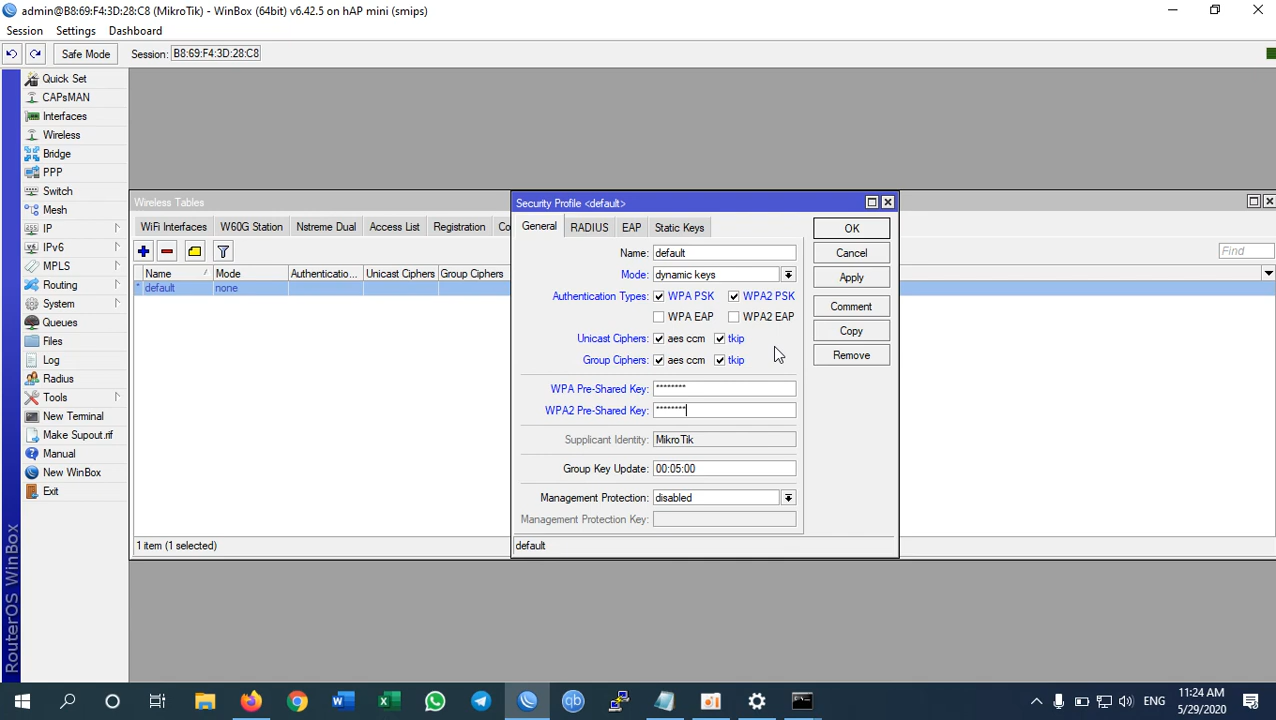 admin@B8:69:F4:3D:28:C8 (MikroTik) - WinBox (64bit) v6.42.5 on hAP mini (smips)
Session Settings Dashboard
Safe Mode Session: B8:69:F4:3D:28:C8
Quick Set
CAPsMAN
Interfaces
Wireless
Bridge
PPP
Switch
Mesh
IP
IPv6
MPLS
Routing
System
Queues
Files
Log
Radius
Tools
New Terminal
Make Supout.rif
Manual
New WinBox
Exit
RouterOS WinBox
Wireless Tables
WiFi Interfaces W60G Station Nstreme Dual Access List Registration Co
Find
Name Mode Authenticatio... Unicast Ciphers Group Ciphers
* default none
1 item (1 selected)
Security Profile <default>
General RADIUS EAP Static Keys
Name: default
Mode: dynamic keys
Authentication Types: WPA PSK WPA2 PSK
WPA EAP WPA2 EAP
Unicast Ciphers: aes ccm tkip
Group Ciphers: aes ccm tkip
WPA Pre-Shared Key: ********
WPA2 Pre-Shared Key: ********
Supplicant Identity: MikroTik
Group Key Update: 00:05:00
Management Protection: disabled
Management Protection Key:
default
OK
Cancel
Apply
Comment
Copy
Remove
ENG
11:24 AM
5/29/2020